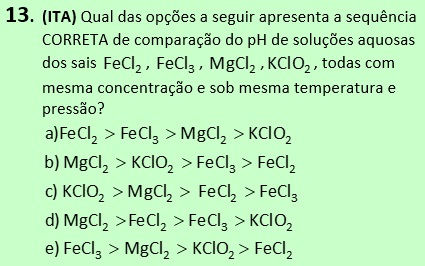 13. (ITA) Qual das opções a seguir apresenta a sequência
CORRETA de comparação do pH de soluções aquosas
dos sais FeCl₂ , FeCl₃ , MgCl₂ ,KClO₂ , todas com
mesma concentração e sob mesma temperatura e
pressão?
a)FeCl₂ > FeCl₃ > MgCl₂ > KClO₂
b) MgCl₂ > KClO₂ > FeCl₃ > FeCl₂
c) KClO₂ > MgCl₂ > FeCl₂ > FeCl₃
d) MgCl₂ >FeCl₂ > FeCl₃ > KClO₂
e) FeCl₃ > MgCl₂ > KClO₂ > FeCl₂